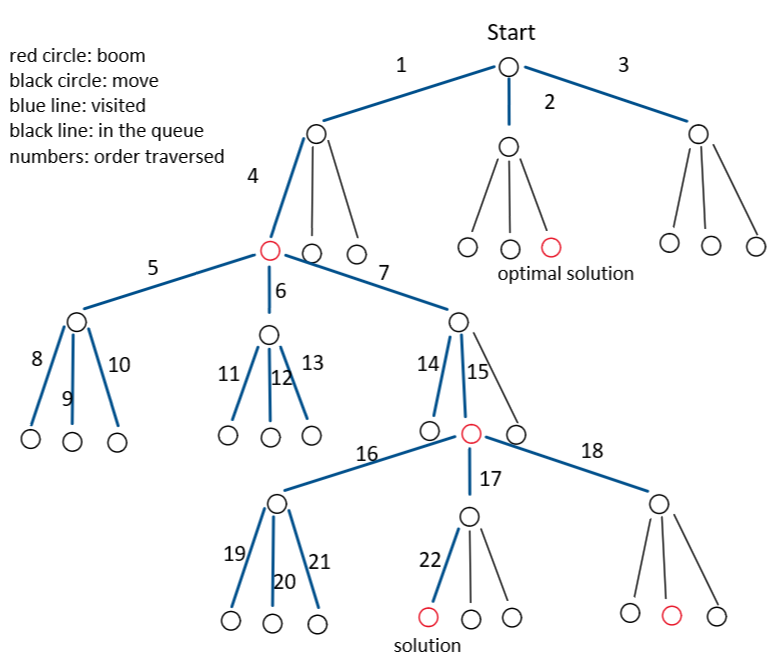 Start
red circle: boom
black circle: move
blue line: visited
black line: in the queue
numbers: order traversed
1
2
3
4
5
6
7
optimal solution
8
9
10
11
12
13
14
15
16
17
18
19
20
21
22
solution